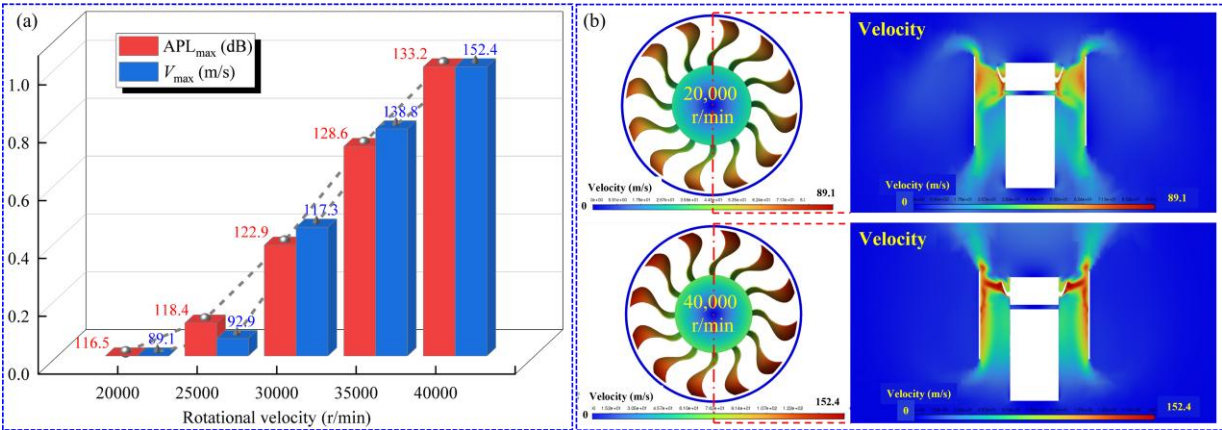 (a)
APLmax (dB)
Vmax (m/s)
1.0
0.8
0.6
0.4
0.2
0.0
116.5
89.1
118.4
92.9
122.9
117.3
128.6
138.8
133.2
152.4
20000 25000 30000 35000 40000
Rotational velocity (r/min)
(b)
20,000
r/min
Velocity (m/s)
89.1
0
Velocity
Velocity (m/s)
0
89.1
40,000
r/min
Velocity (m/s)
152.4
0
Velocity
Velocity (m/s)
0
152.4